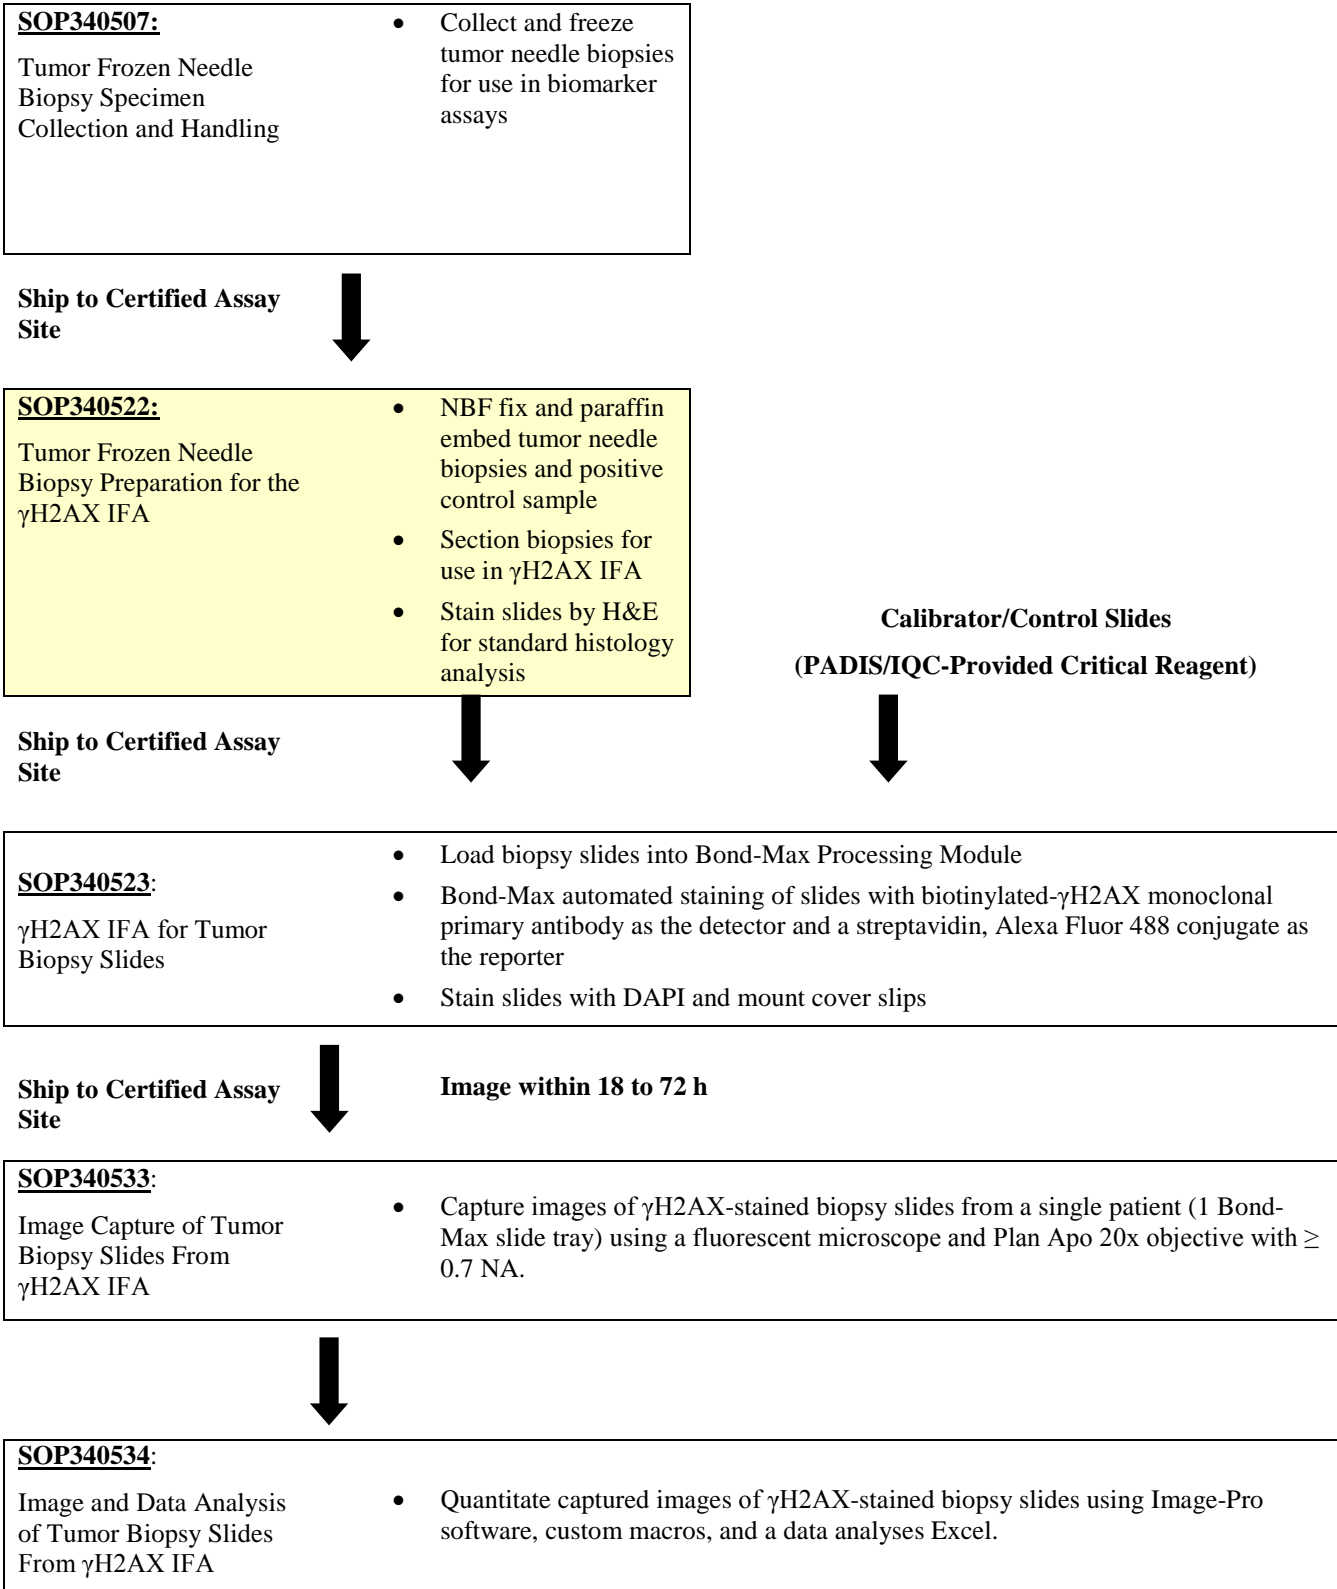 SOP340507:
Tumor Frozen Needle
Biopsy Specimen
Collection and Handling
• Collect and freeze
tumor needle biopsies
for use in biomarker
assays
Ship to Certified Assay
Site
SOP340522:
Tumor Frozen Needle
Biopsy Preparation for the
γH2AX IFA
• NBF fix and paraffin
embed tumor needle
biopsies and positive
control sample
• Section biopsies for
use in γH2AX IFA
• Stain slides by H&E
for standard histology
analysis
Calibrator/Control Slides
(PADIS/IQC-Provided Critical Reagent)
Ship to Certified Assay
Site
SOP340523:
γH2AX IFA for Tumor
Biopsy Slides
• Load biopsy slides into Bond-Max Processing Module
• Bond-Max automated staining of slides with biotinylated-γH2AX monoclonal
primary antibody as the detector and a streptavidin, Alexa Fluor 488 conjugate as
the reporter
• Stain slides with DAPI and mount cover slips
Ship to Certified Assay
Site
Image within 18 to 72 h
SOP340533:
Image Capture of Tumor
Biopsy Slides From
γH2AX IFA
• Capture images of γH2AX-stained biopsy slides from a single patient (1 Bond-
Max slide tray) using a fluorescent microscope and Plan Apo 20x objective with ≥
0.7 NA.
SOP340534:
Image and Data Analysis
of Tumor Biopsy Slides
From γH2AX IFA
• Quantitate captured images of γH2AX-stained biopsy slides using Image-Pro
software, custom macros, and a data analyses Excel.